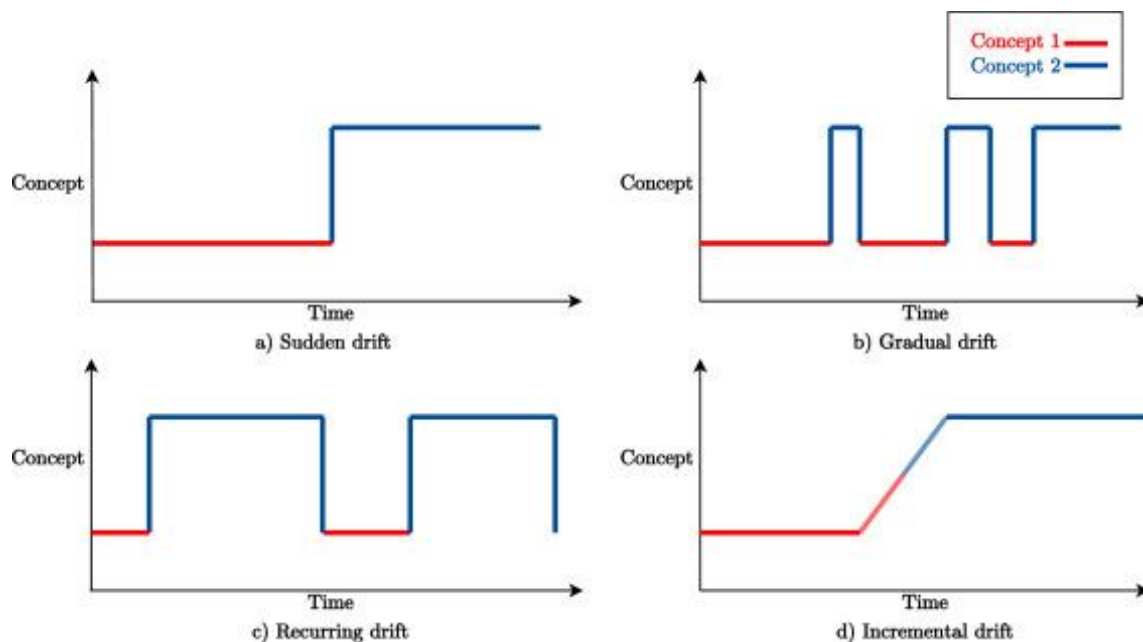 Concept 1
Concept 2
Concept
Time
a) Sudden drift
Concept
Time
b) Gradual drift
Concept
Time
c) Recurring drift
Concept
Time
d) Incremental drift